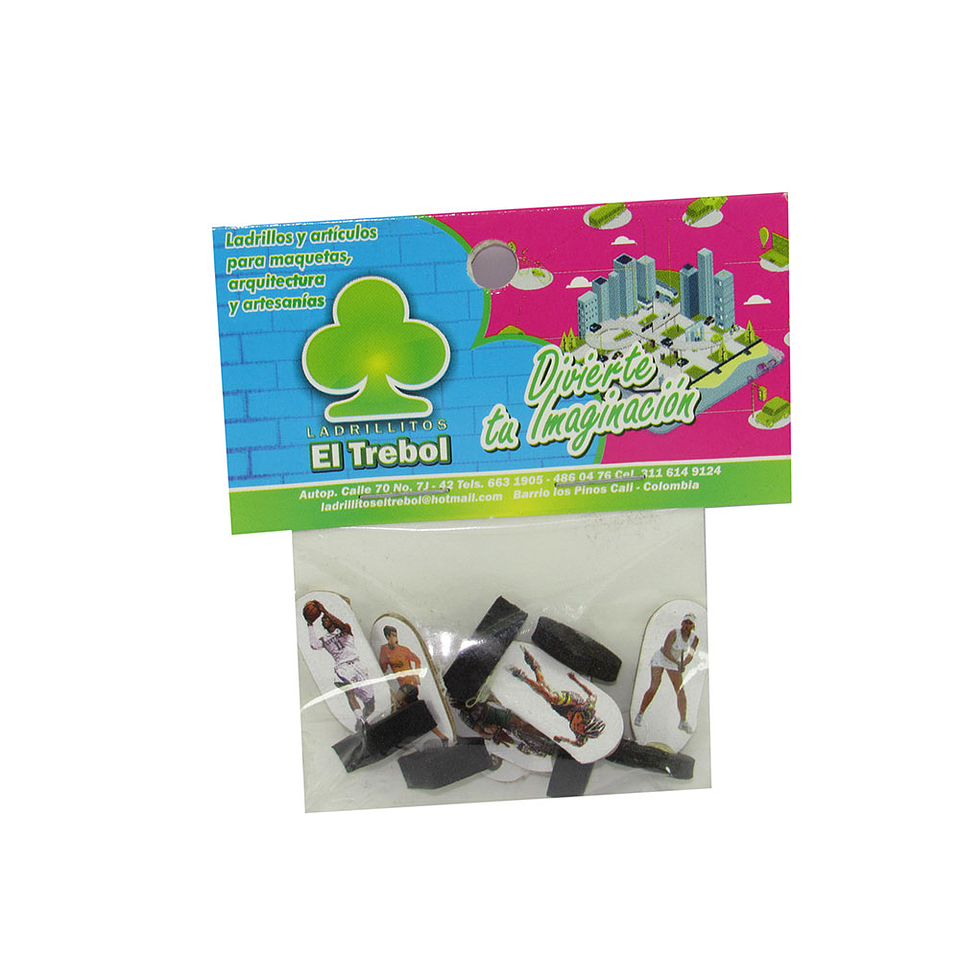 Ladrillos y artículos
para maquetas,
arquitectura
y artesanías
LADRILLITOS
El Trebol
Divierte
tu Imaginación
Autop. Calle 70 No. 7J - 42 Tels. 663 1905 - 486 04 76 Cel. 311 614 9124
ladrillitoseltrebol@hotmail.com Barrio los Pinos Cali - Colombia